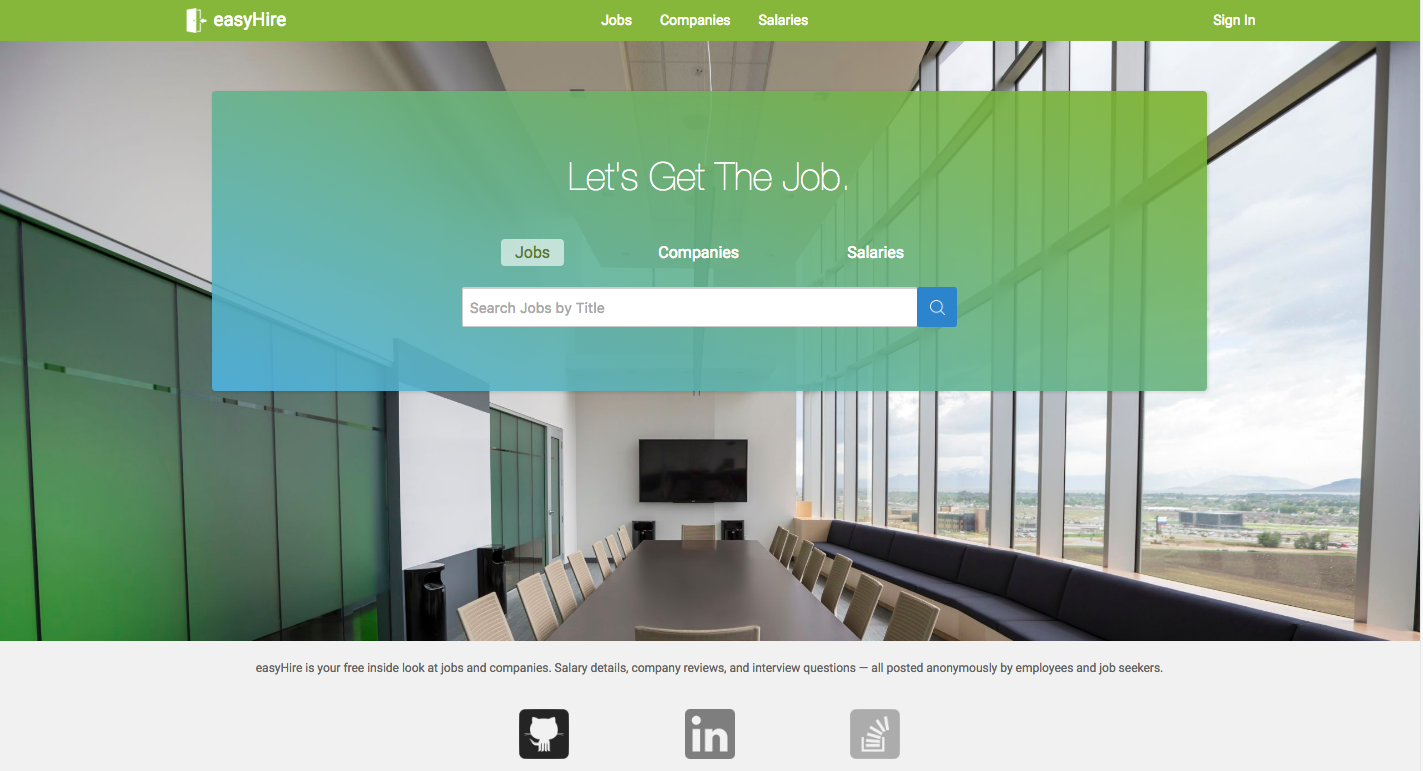 easyHire
Jobs Companies Salaries
Sign In
Let's Get The Job.
Jobs Companies Salaries
Search Jobs by Title
easyHire is your free inside look at jobs and companies. Salary details, company reviews, and interview questions — all posted anonymously by employees and job seekers.
in